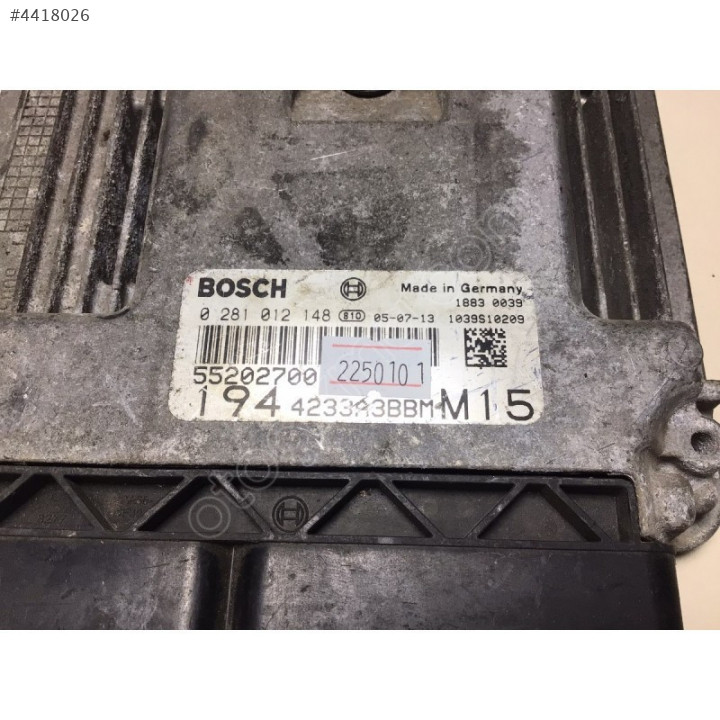 #4418026
BOSCH Made in Germany
1883 0039
0 281 012 148 810 05-07-13 1039S10209
55202700 2250101
194 4233A3BBM M15